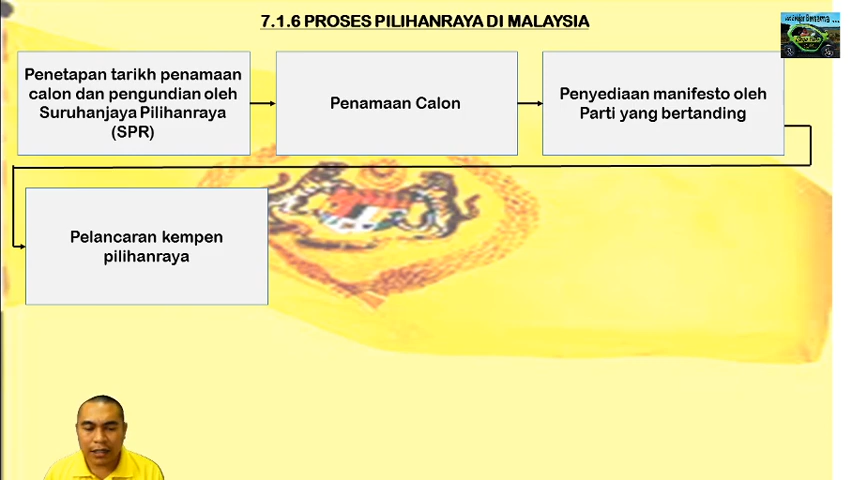 7.1.6 PROSES PILIHANRAYA DI MALAYSIA
Penetapan tarikh penamaan
calon dan pengundian oleh
Suruhanjaya Pilihanraya
(SPR)
Penamaan Calon
Penyediaan manifesto oleh
Parti yang bertanding
Pelancaran kempen
pilihanraya